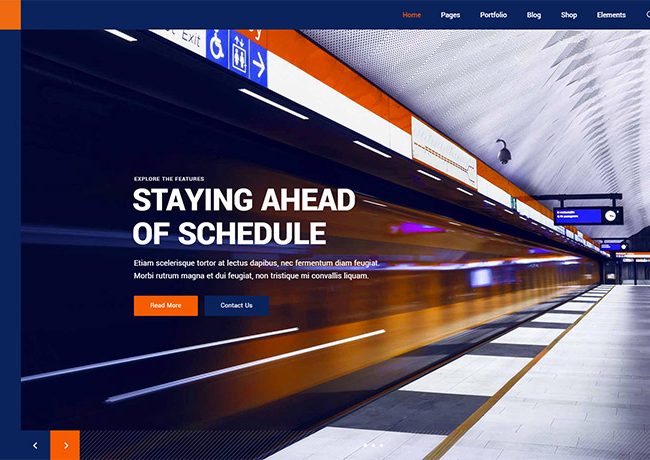 Home Pages Portfolio Blog Shop Elements
Exit
EXPLORE THE FEATURES
STAYING AHEAD
OF SCHEDULE
Etiam scelerisque tortor at lectus dapibus, nec fermentum diam feugiat.
Morbi rutrum magna et dui feugiat, non tristique mi convallis liquam.
Read More Contact Us